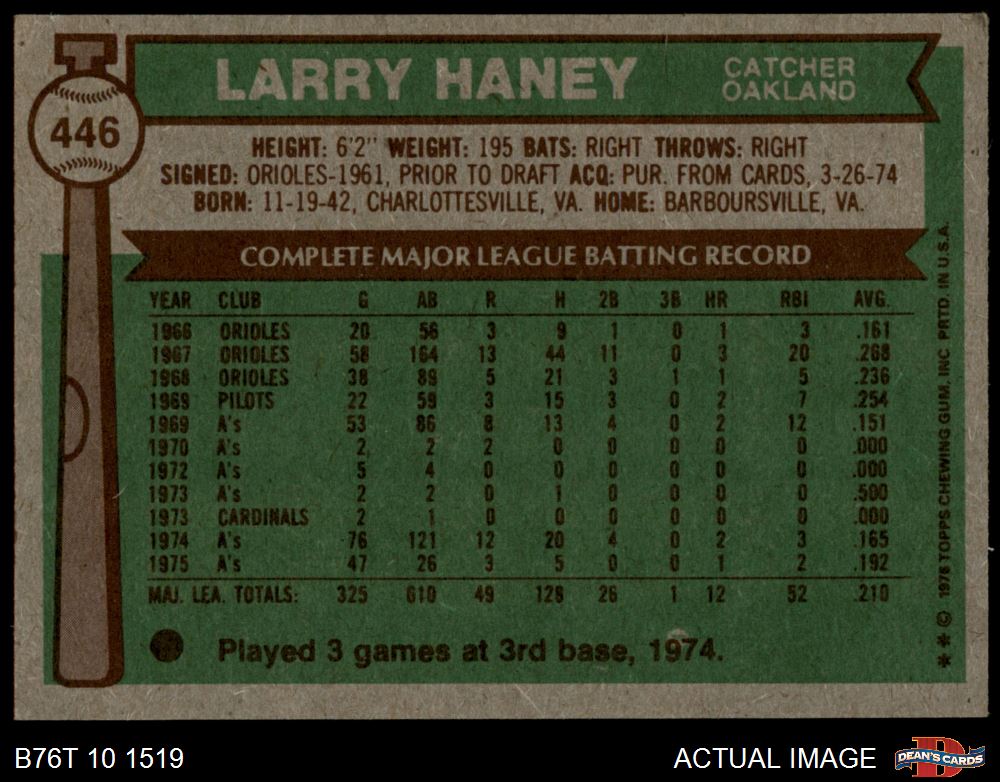 LARRY HANEY
CATCHER
OAKLAND
446
HEIGHT: 6'2" WEIGHT: 195 BATS: RIGHT THROWS: RIGHT
SIGNED: ORIOLES-1961, PRIOR TO DRAFT ACQ: PUR. FROM CARDS, 3-26-74
BORN: 11-19-42, CHARLOTTESVILLE, VA. HOME: BARBOURSVILLE, VA.
COMPLETE MAJOR LEAGUE BATTING RECORD
YEAR CLUB G AB R H 2B 3B HR RBI AVG.
1966 ORIOLES 20 56 3 9 1 0 1 3 .161
1967 ORIOLES 58 164 13 44 11 0 3 20 .268
1968 ORIOLES 38 89 5 21 3 1 1 5 .236
1969 PILOTS 22 59 3 15 3 0 2 7 .254
1969 A's 53 86 8 13 4 0 2 12 .151
1970 A's 2 2 2 0 0 0 0 0 .000
1972 A's 5 4 0 0 0 0 0 0 .000
1973 A's 2 2 0 1 0 0 0 0 .500
1973 CARDINALS 2 1 0 0 0 0 0 0 .000
1974 A's 76 121 12 20 4 0 2 3 .165
1975 A's 47 26 3 5 0 0 1 2 .192
MAJ. LEA. TOTALS: 325 610 49 128 26 1 12 52 .210
Played 3 games at 3rd base, 1974.
* * © 1976 TOPPS CHEWING GUM, INC PRTD. IN U.S.A.
B76T 10 1519
ACTUAL IMAGE
D
DEAN'S CARDS